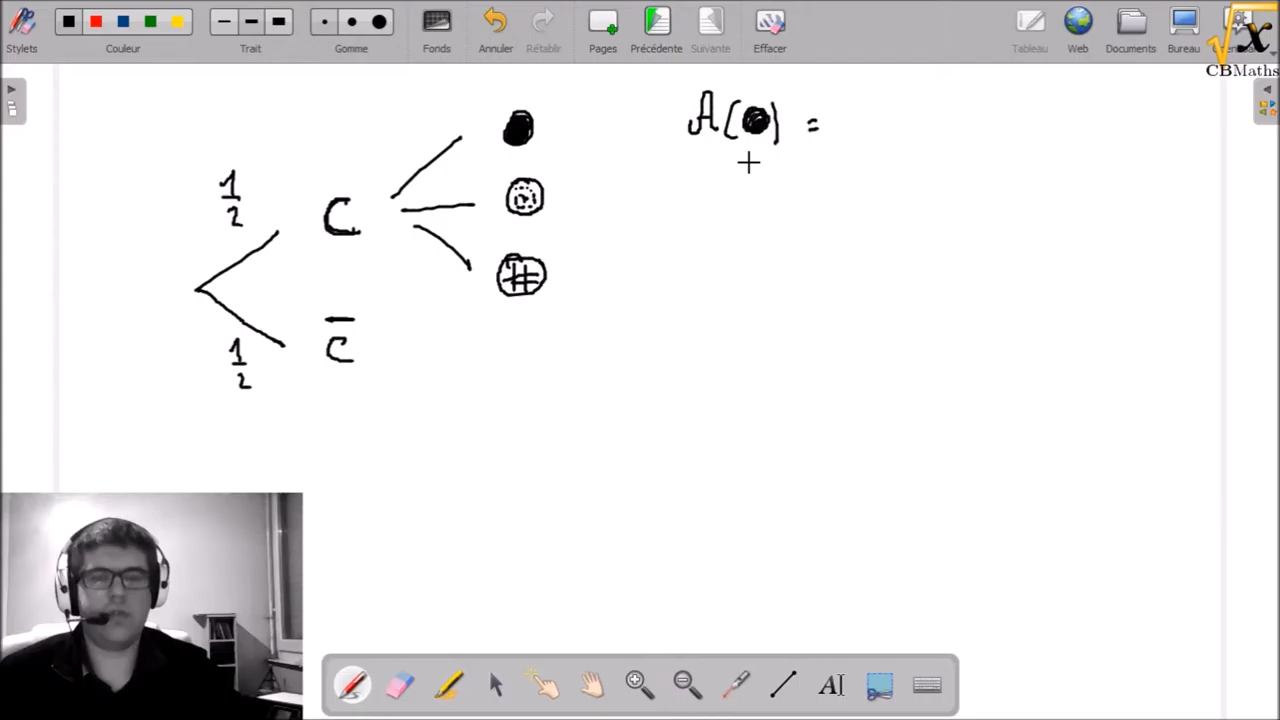 Stylets
Couleur
Trait
Gomme
Fonds
Annuler
Rétablir
Pages
Précédente
Suivante
Effacer
Tableau
Web
Documents
Bureau
√x
CBMaths
A(●) =
1/2
C
1/2
C̅
AI